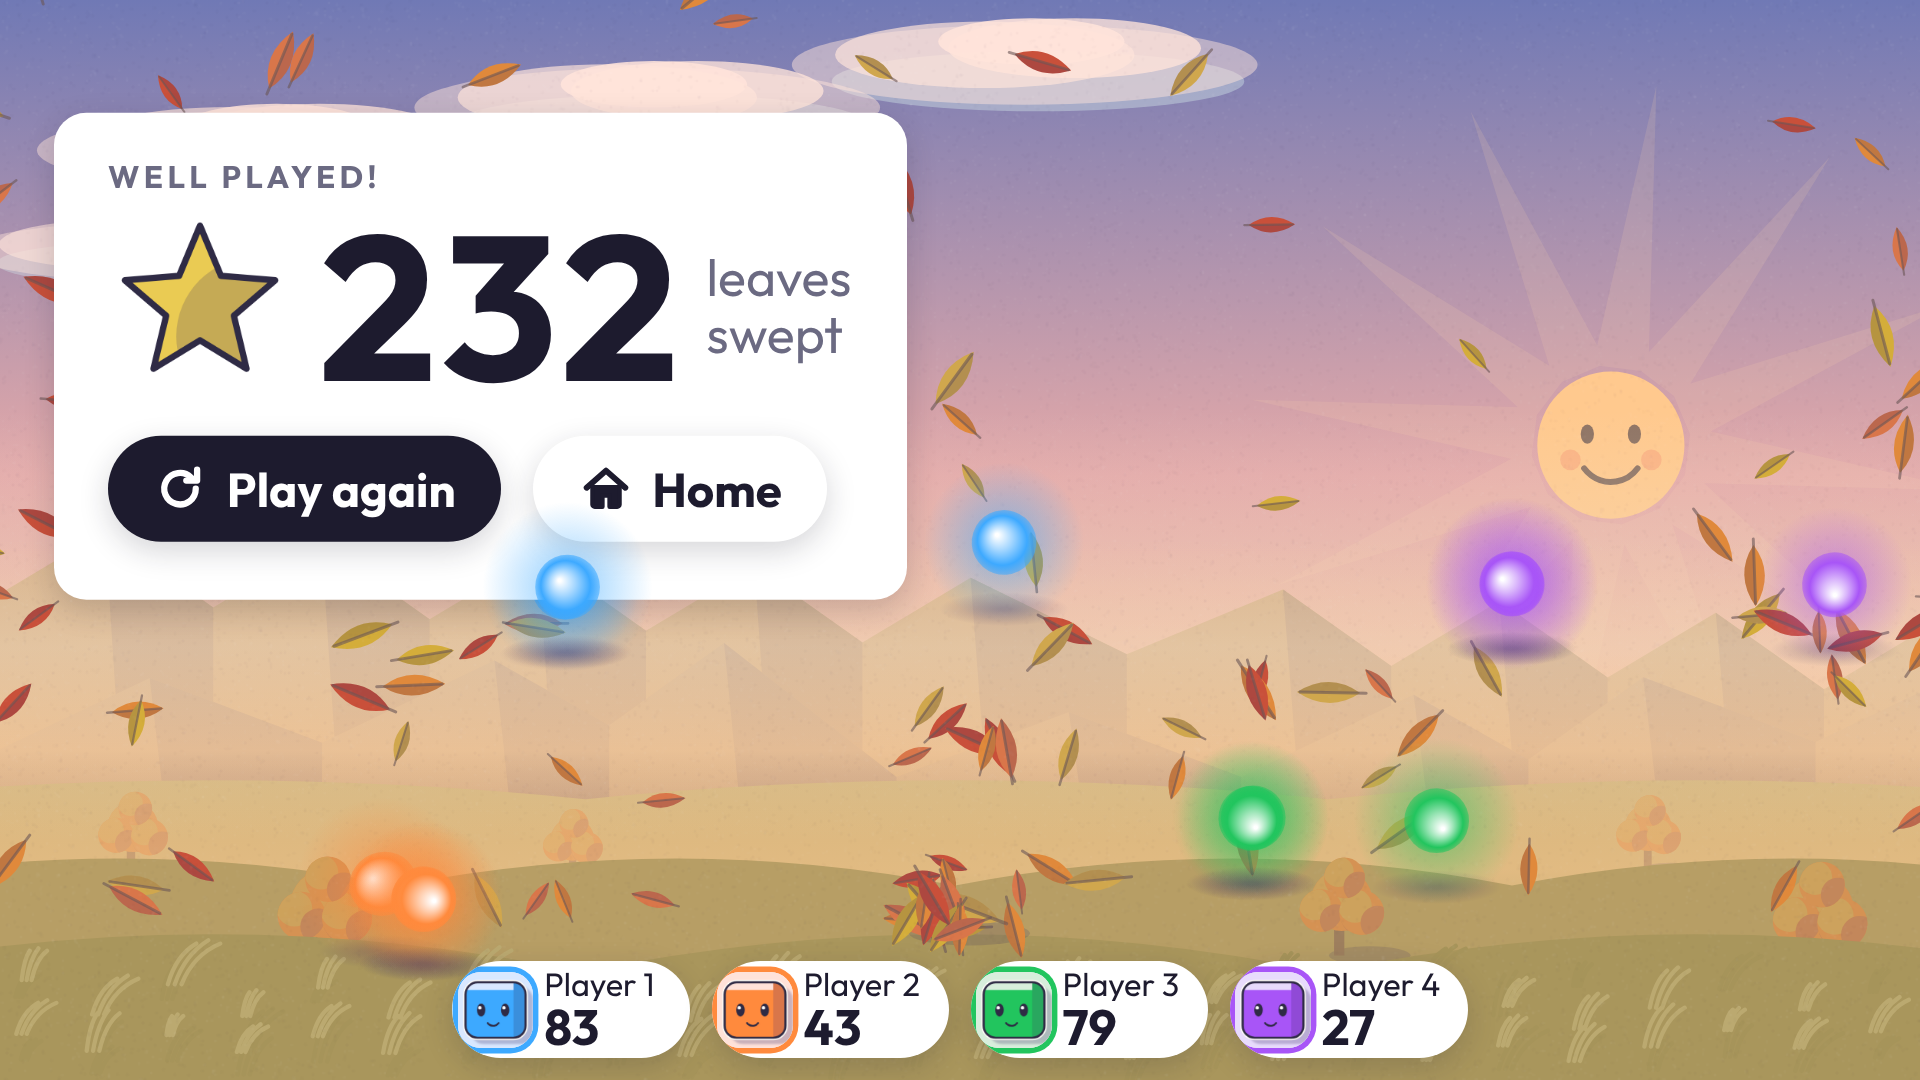 WELL PLAYED!
232
leaves
swept
Play again
Home
Player 1
83
Player 2
43
Player 3
79
Player 4
27